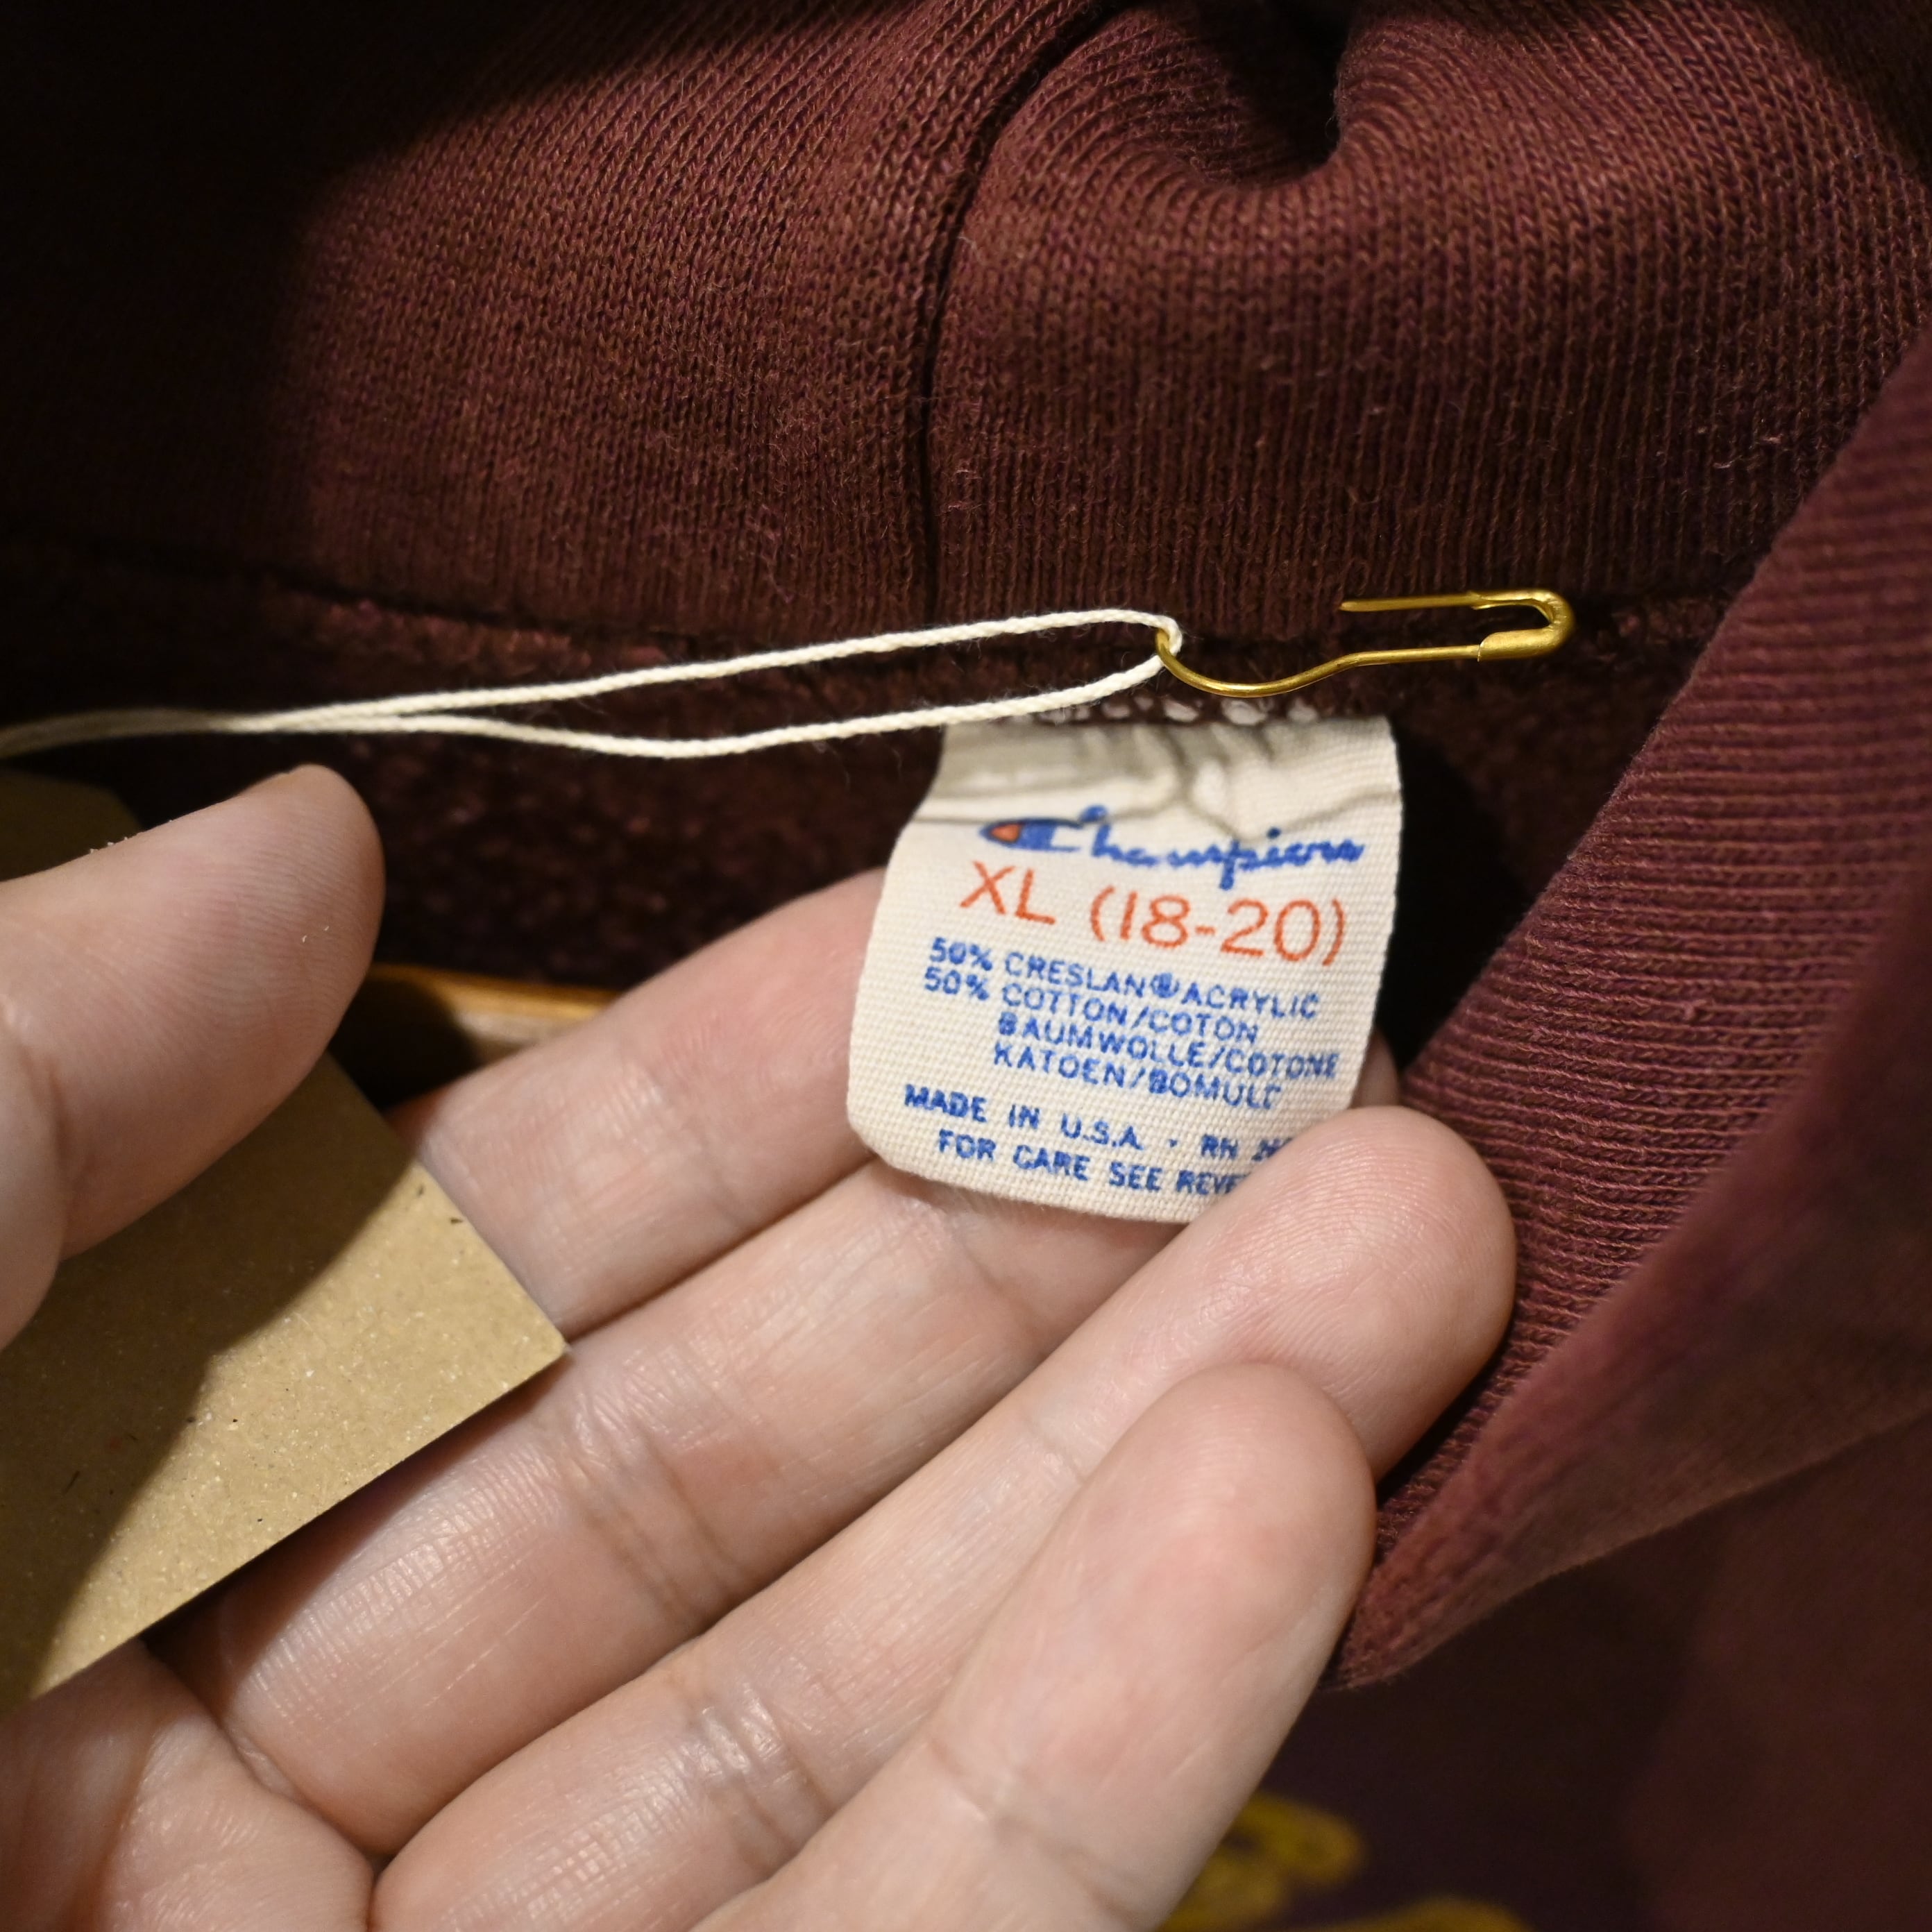 Champion
XL (18-20)
50% CRESLAN® ACRYLIC
50% COTTON/COTON
BAUMWOLLE/COTONE
KATOEN/BOMULD
MADE IN U.S.A. · RN
FOR CARE SEE